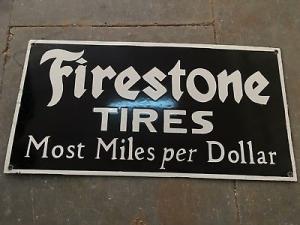 Firestone
TIRES
Most Miles per Dollar